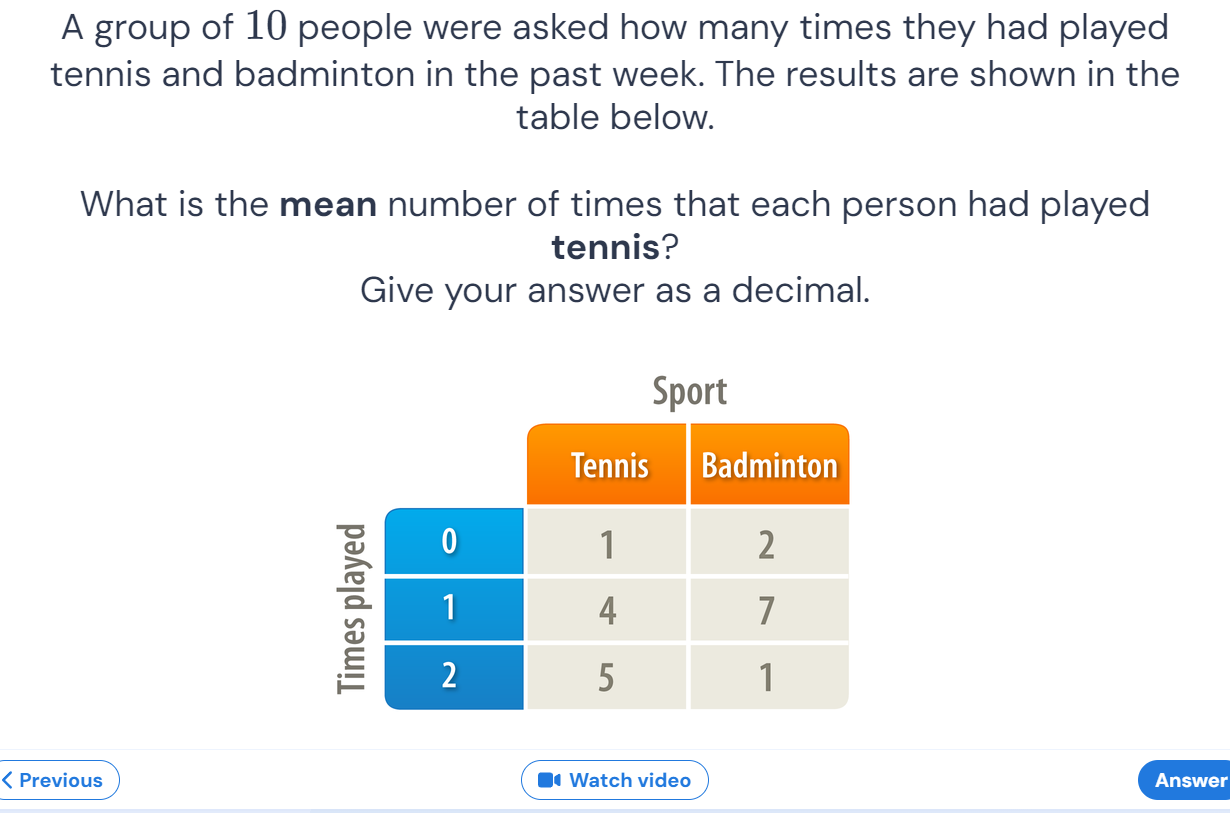 A group of 10 people were asked how many times they had played
tennis and badminton in the past week. The results are shown in the
table below.
What is the mean number of times that each person had played
tennis?
Give your answer as a decimal.
Sport
Tennis Badminton
Times played
0 1 2
1 4 7
2 5 1
Previous Watch video Answer